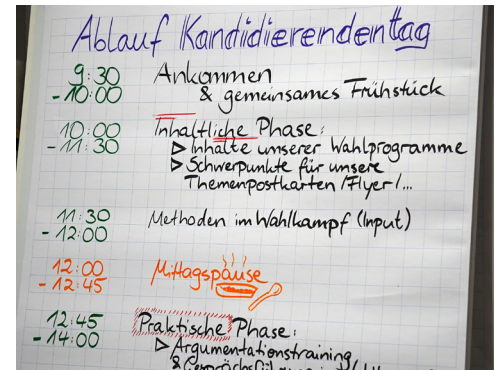 Ablauf Kandidierendentag
9:30 Ankommen
- 10:00 & gemeinsames Frühstück
10:00 Inhaltliche Phase:
- 11:30 ▷ Inhalte unserer Wahlprogramme
▷ Schwerpunkte für unsere
Themenpostkarten/Flyer/...
11:30 Methoden im Wahlkampf (Input)
- 12:00
12:00 Mittagspause
- 12:45
12:45 Praktische Phase:
- 14:00 ▷ Argumentationstraining